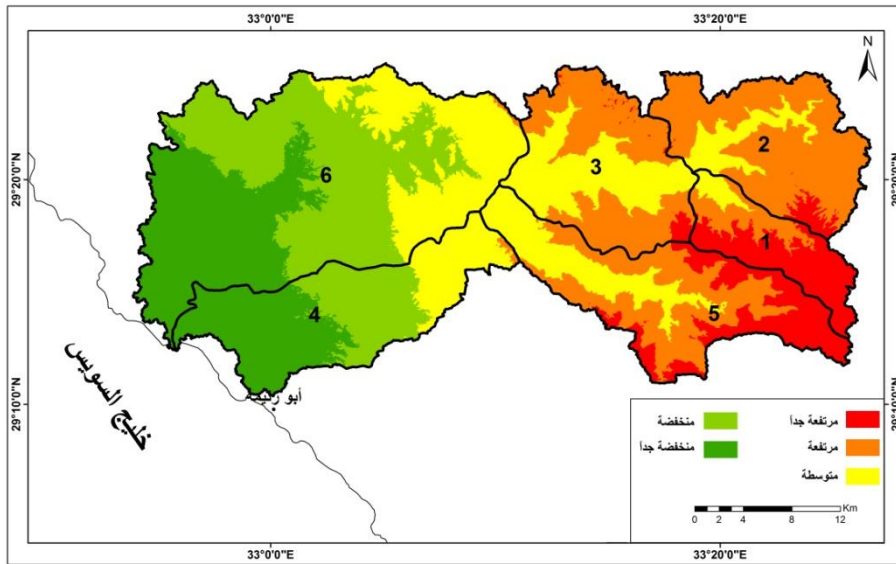 33°0'0"E
33°20'0"E
N
29°20'0"N
29°20'0"N
2
3
6
1
5
4
29°10'0"N
29°10'0"N
خليج السويس
أبو زنيمة
مرتفعة جداً
منخفضة
مرتفعة
منخفضة جداً
متوسطة
Km
0 2 4 8 12
33°0'0"E
33°20'0"E